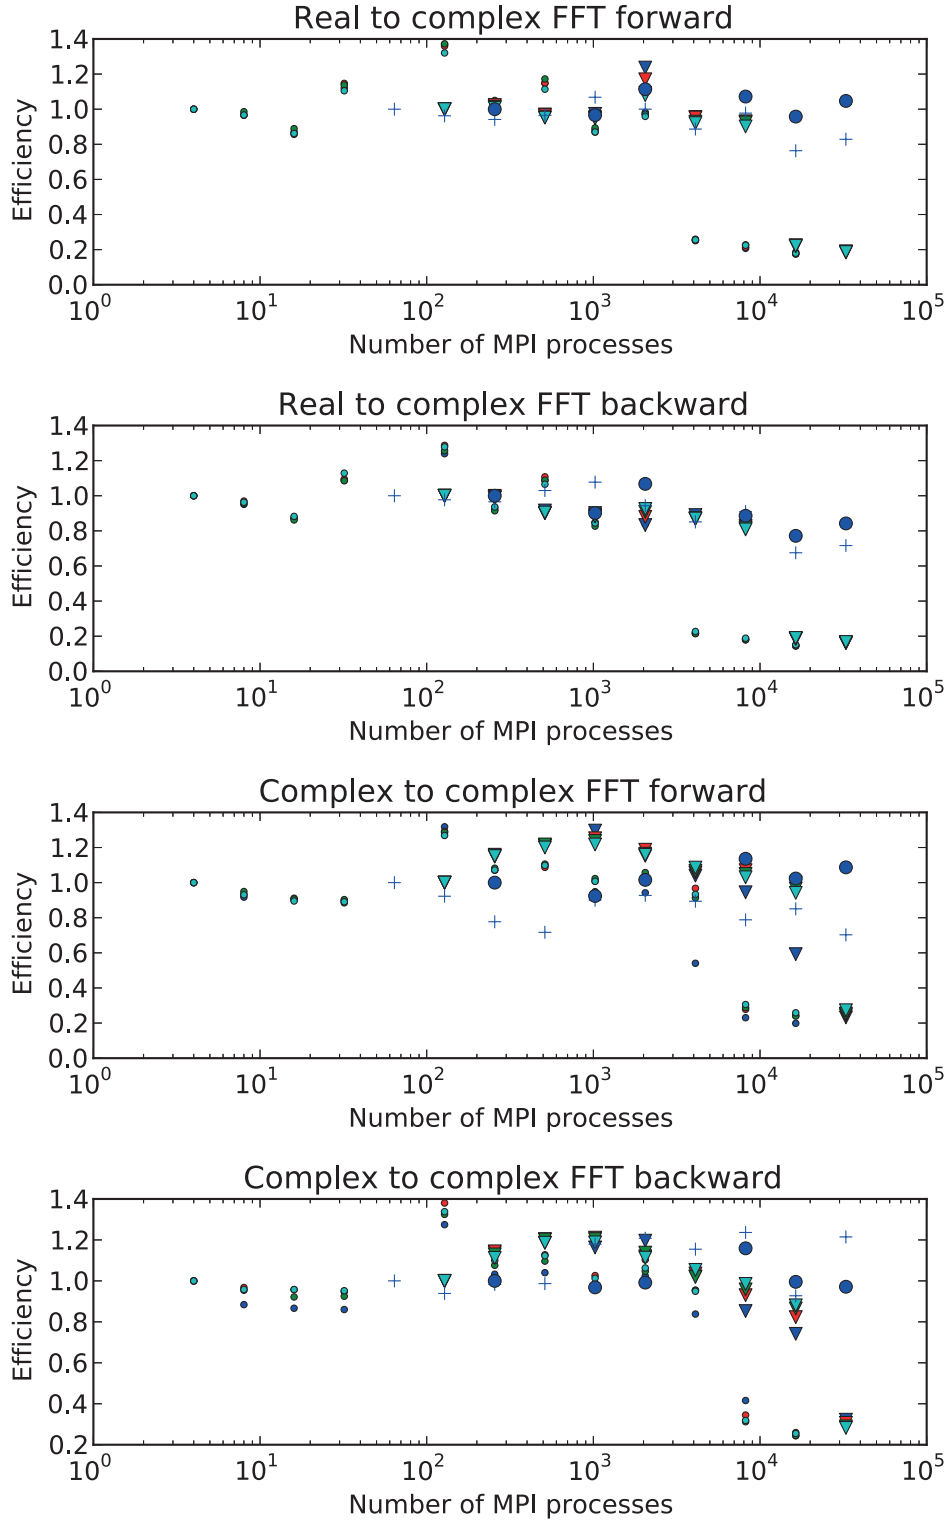 Real to complex FFT forward
1.4
1.2
1.0
0.8
0.6
0.4
0.2
0.0
Efficiency
10^0 10^1 10^2 10^3 10^4 10^5
Number of MPI processes
Real to complex FFT backward
1.4
1.2
1.0
0.8
0.6
0.4
0.2
0.0
Efficiency
10^0 10^1 10^2 10^3 10^4 10^5
Number of MPI processes
Complex to complex FFT forward
1.4
1.2
1.0
0.8
0.6
0.4
0.2
0.0
Efficiency
10^0 10^1 10^2 10^3 10^4 10^5
Number of MPI processes
Complex to complex FFT backward
1.4
1.2
1.0
0.8
0.6
0.4
0.2
Efficiency
10^0 10^1 10^2 10^3 10^4 10^5
Number of MPI processes